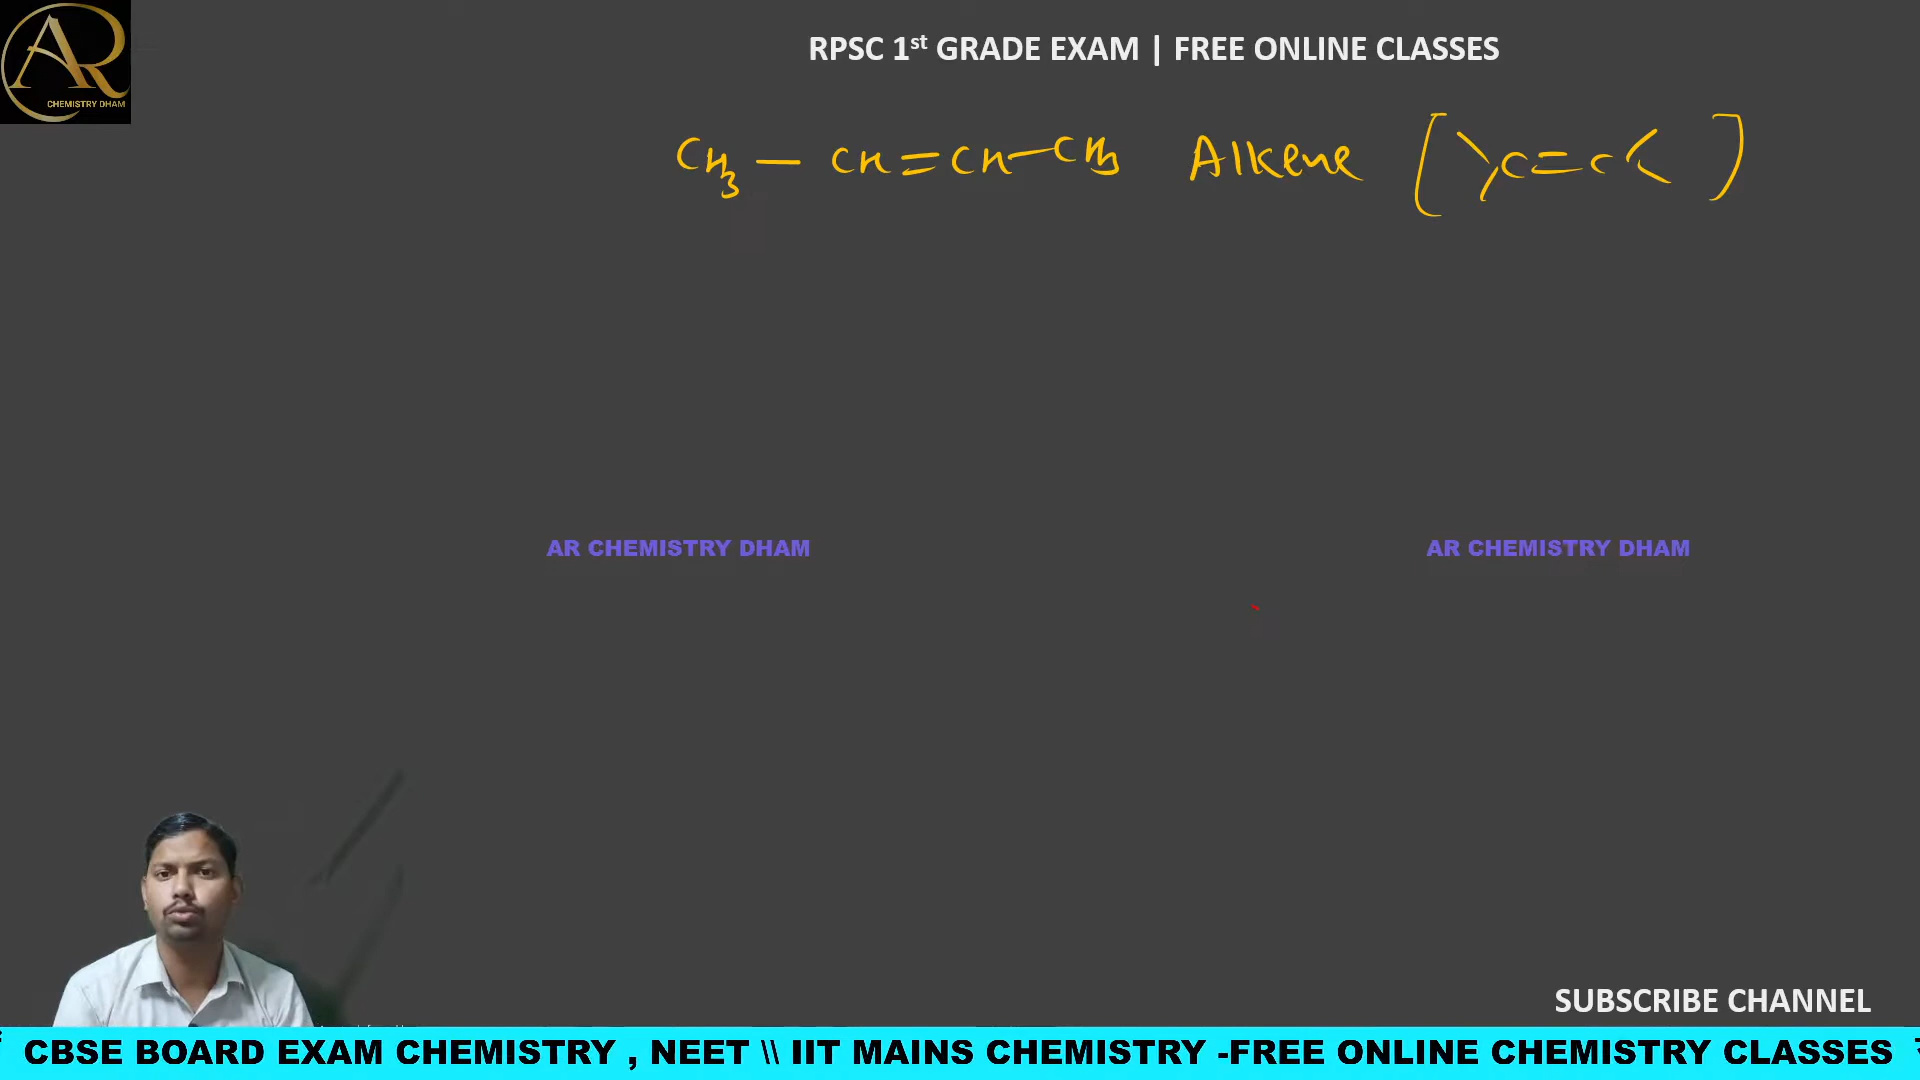 AR
CHEMISTRY DHAM
RPSC 1st GRADE EXAM | FREE ONLINE CLASSES
CH3 — CH=CH—CH3 Alkene [ >C=C< ]
AR CHEMISTRY DHAM AR CHEMISTRY DHAM
SUBSCRIBE CHANNEL
CBSE BOARD EXAM CHEMISTRY , NEET \\ IIT MAINS CHEMISTRY -FREE ONLINE CHEMISTRY CLASSES